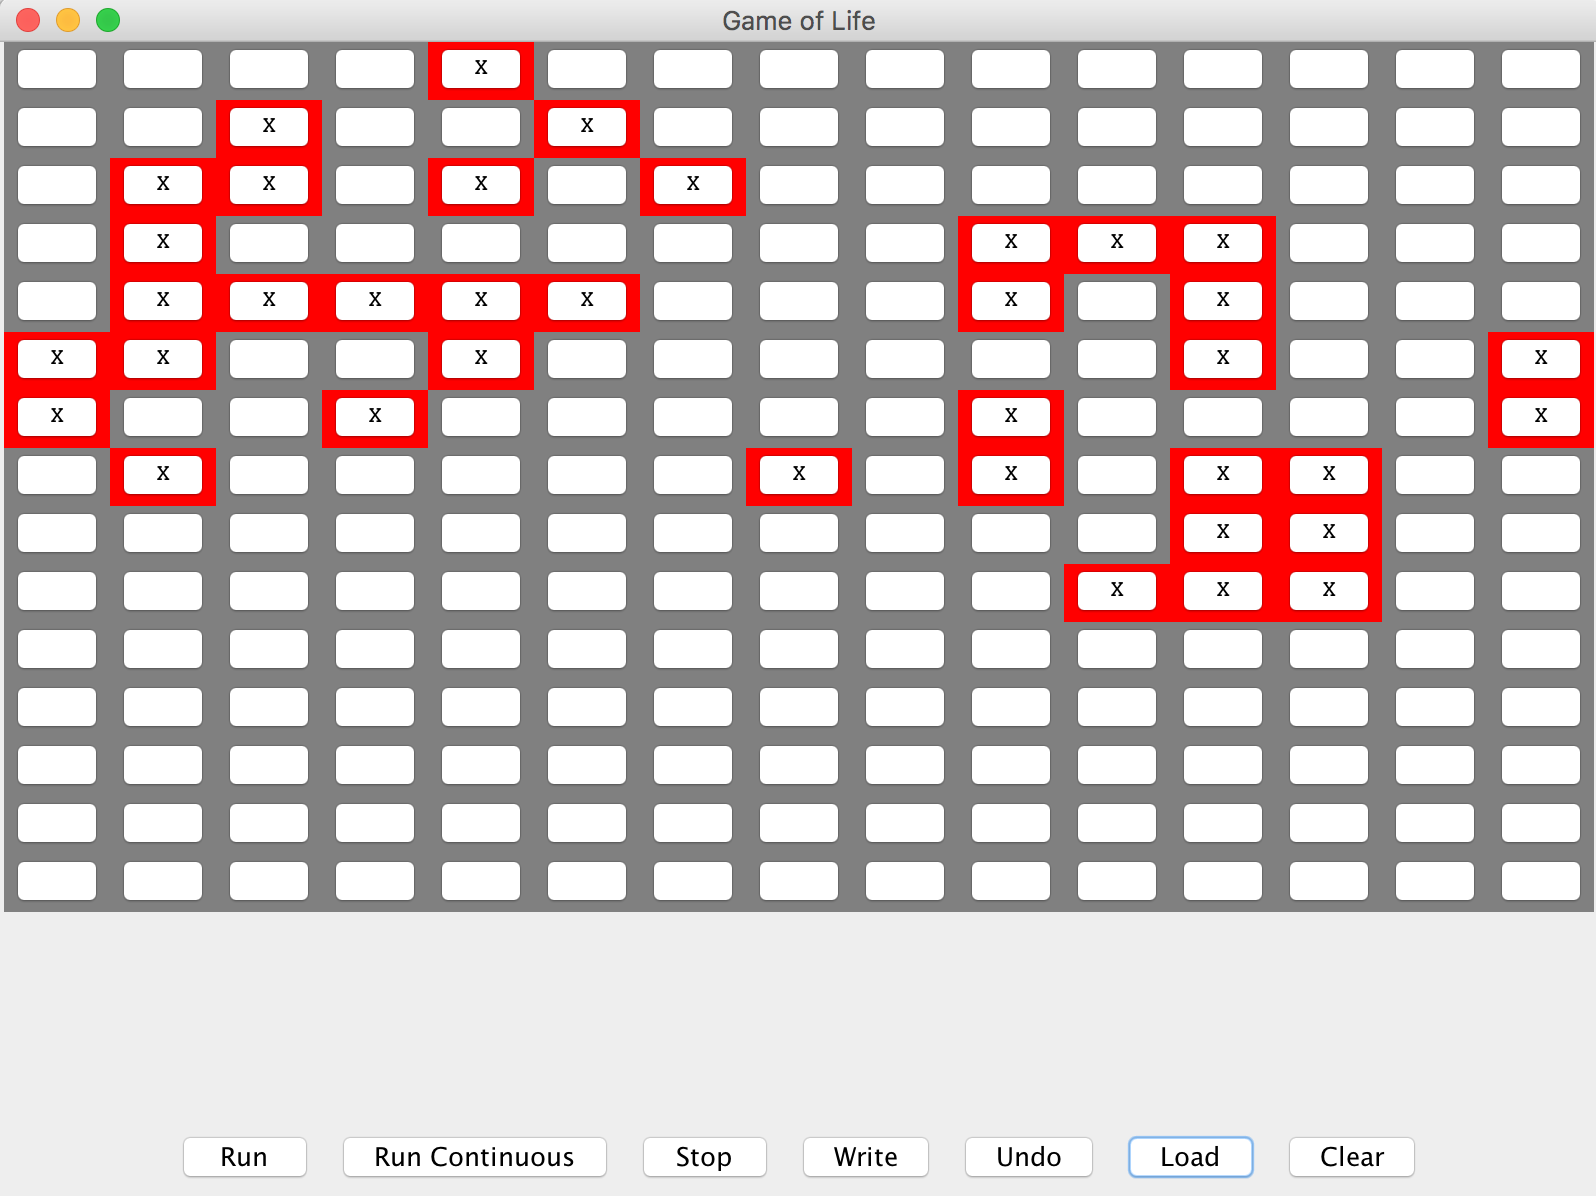 Game of Life
x
x x
x x x x
x x x x
x x x x x x x
x x x x x
x x x x
x x x x x
x x
x x x
Run Run Continuous Stop Write Undo Load Clear